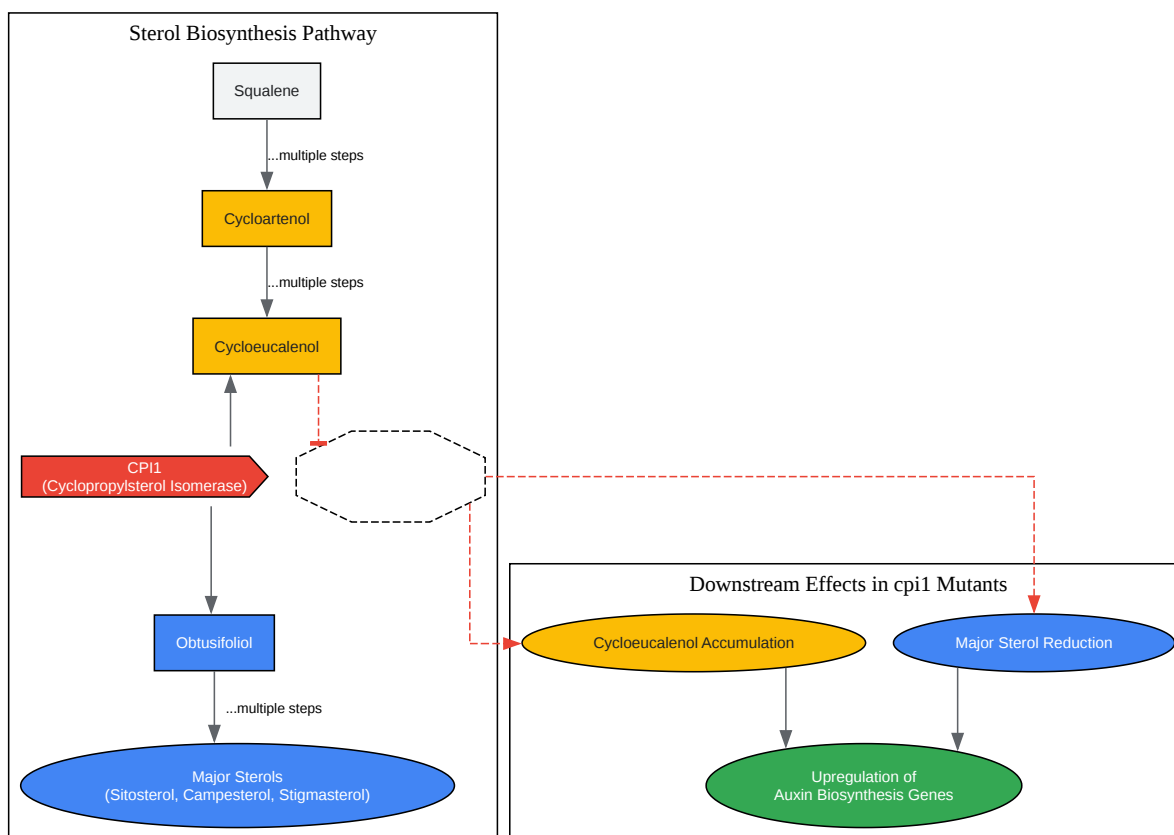 Sterol Biosynthesis Pathway
Squalene
...multiple steps
Cycloartenol
...multiple steps
Cycloeucalenol
CPI1
(Cyclopropylsterol Isomerase)
Obtusifoliol
...multiple steps
Major Sterols
(Sitosterol, Campesterol, Stigmasterol)
Downstream Effects in cpi1 Mutants
Cycloeucalenol Accumulation
Major Sterol Reduction
Upregulation of
Auxin Biosynthesis Genes